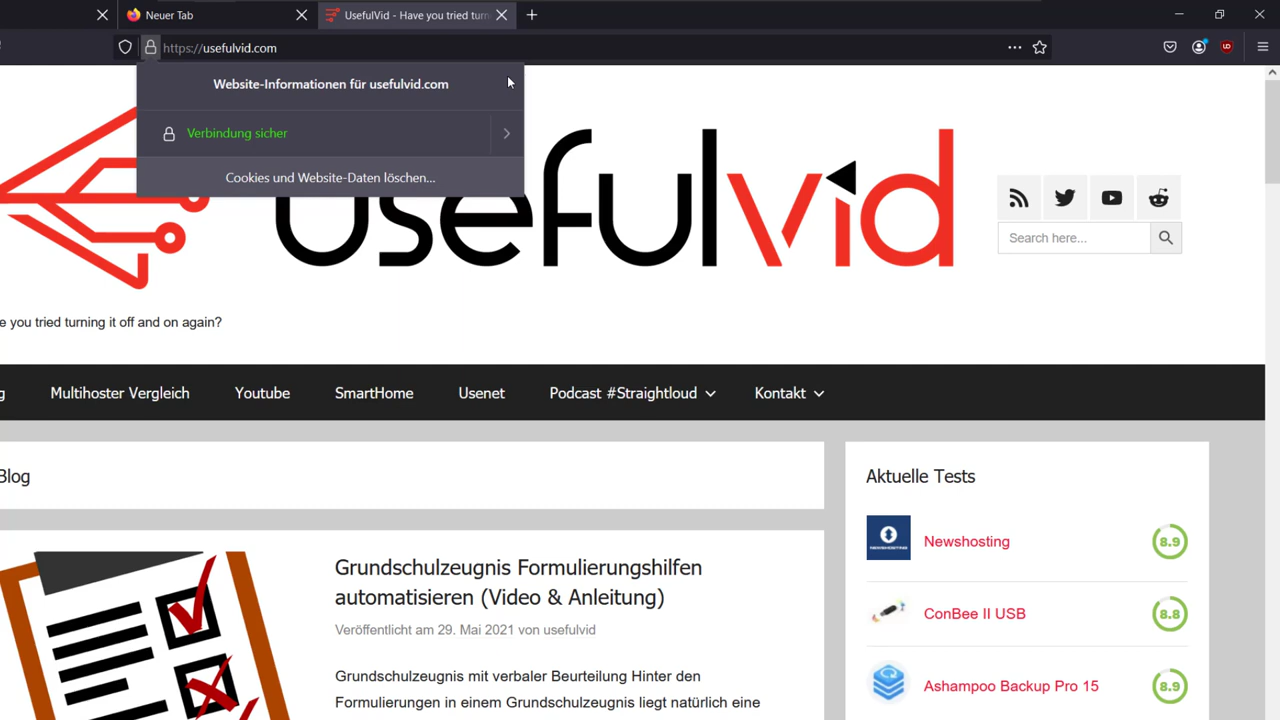 Neuer Tab
UsefulVid - Have you tried turn
https://usefulvid.com
Website-Informationen für usefulvid.com
Verbindung sicher
Cookies und Website-Daten löschen...
usefulvid
Search here...
e you tried turning it off and on again?
g
Multihoster Vergleich
Youtube
SmartHome
Usenet
Podcast #Straightloud
Kontakt
Blog
Aktuelle Tests
Newshosting
8.9
ConBee II USB
8.8
Ashampoo Backup Pro 15
8.9
Grundschulzeugnis Formulierungshilfen
automatisieren (Video & Anleitung)
Veröffentlicht am 29. Mai 2021 von usefulvid
Grundschulzeugnis mit verbaler Beurteilung Hinter den
Formulierungen in einem Grundschulzeugnis liegt natürlich eine